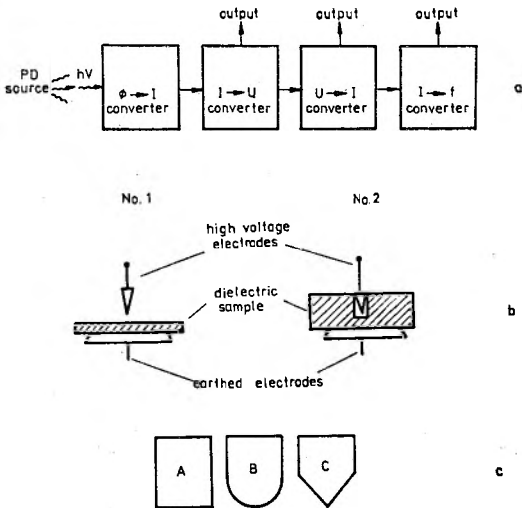 output output output
PD source
hV
ϕ → I converter
I → U converter
U → I converter
I → f converter
a
No. 1
No. 2
high voltage
electrodes
dielectric
sample
b
earthed electrodes
A B C
c